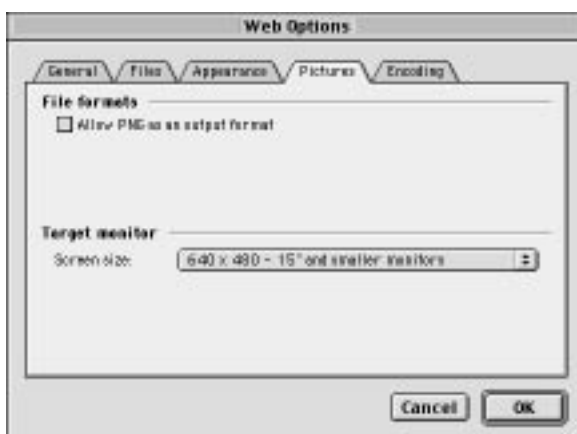 Web Options
General Files Appearance Pictures Encoding
File formats
Allow PNG as an output format
Target monitor
Screen size: 640 x 480 - 15" and smaller monitors
Cancel OK